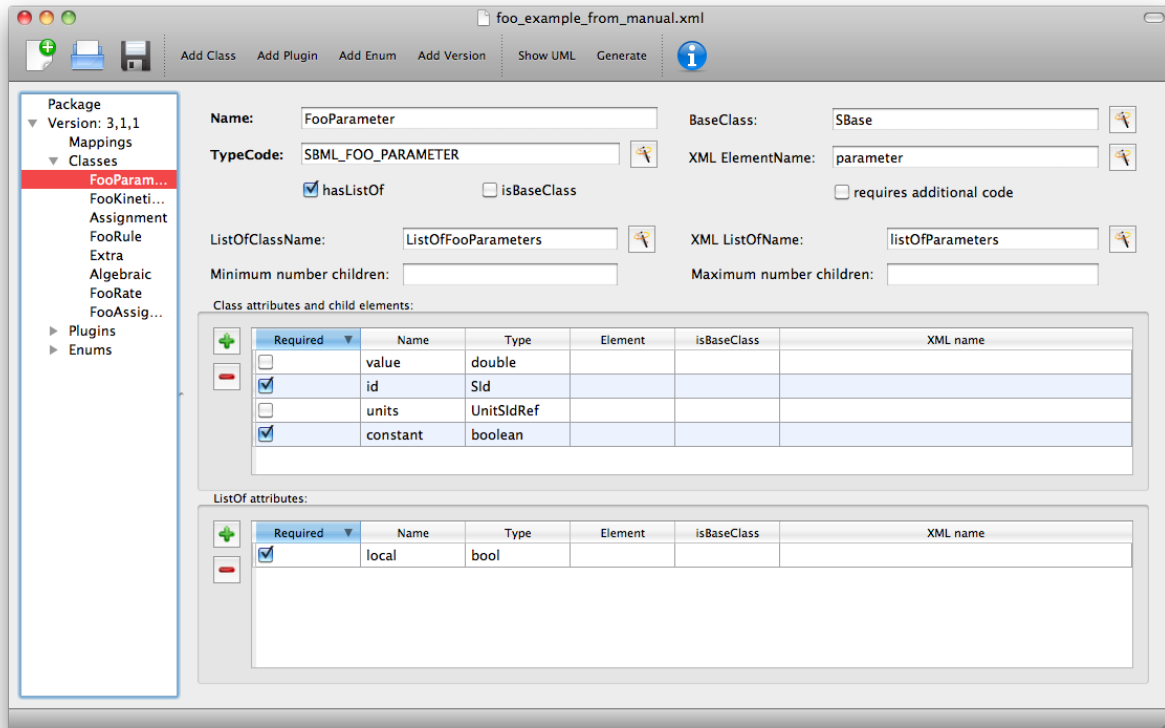 foo_example_from_manual.xml
Add Class Add Plugin Add Enum Add Version Show UML Generate
Package
Version: 3,1,1
Mappings
Classes
FooParam...
FooKineti...
Assignment
FooRule
Extra
Algebraic
FooRate
FooAssig...
Plugins
Enums
Name: FooParameter BaseClass: SBase
TypeCode: SBML_FOO_PARAMETER XML ElementName: parameter
hasListOf isBaseClass requires additional code
ListOfClassName: ListOfFooParameters XML ListOfName: listOfParameters
Minimum number children: Maximum number children:
Class attributes and child elements:
Required Name Type Element isBaseClass XML name
value double
id SId
units UnitSIdRef
constant boolean
ListOf attributes:
Required Name Type Element isBaseClass XML name
local bool